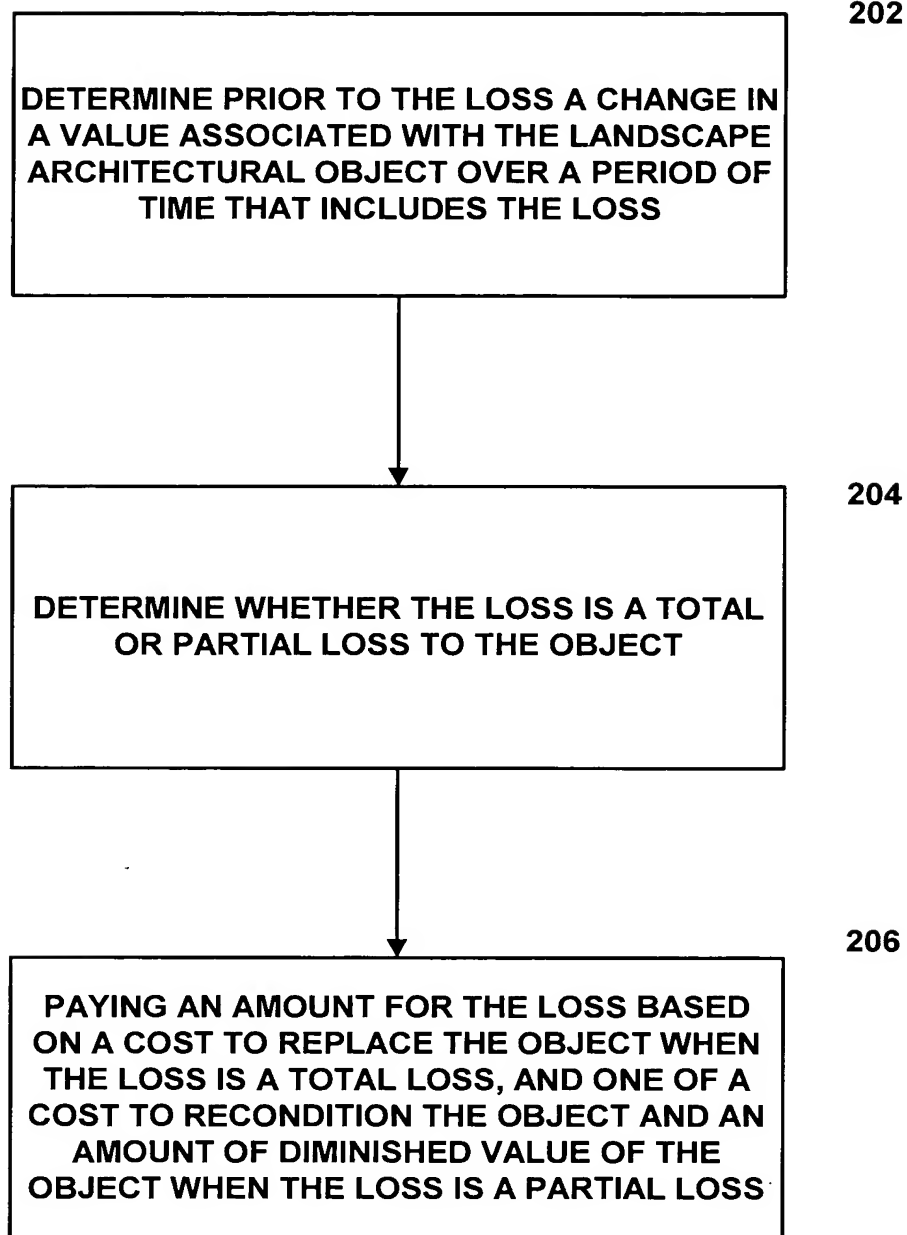 202
DETERMINE PRIOR TO THE LOSS A CHANGE IN
A VALUE ASSOCIATED WITH THE LANDSCAPE
ARCHITECTURAL OBJECT OVER A PERIOD OF
TIME THAT INCLUDES THE LOSS
204
DETERMINE WHETHER THE LOSS IS A TOTAL
OR PARTIAL LOSS TO THE OBJECT
206
PAYING AN AMOUNT FOR THE LOSS BASED
ON A COST TO REPLACE THE OBJECT WHEN
THE LOSS IS A TOTAL LOSS, AND ONE OF A
COST TO RECONDITION THE OBJECT AND AN
AMOUNT OF DIMINISHED VALUE OF THE
OBJECT WHEN THE LOSS IS A PARTIAL LOSS